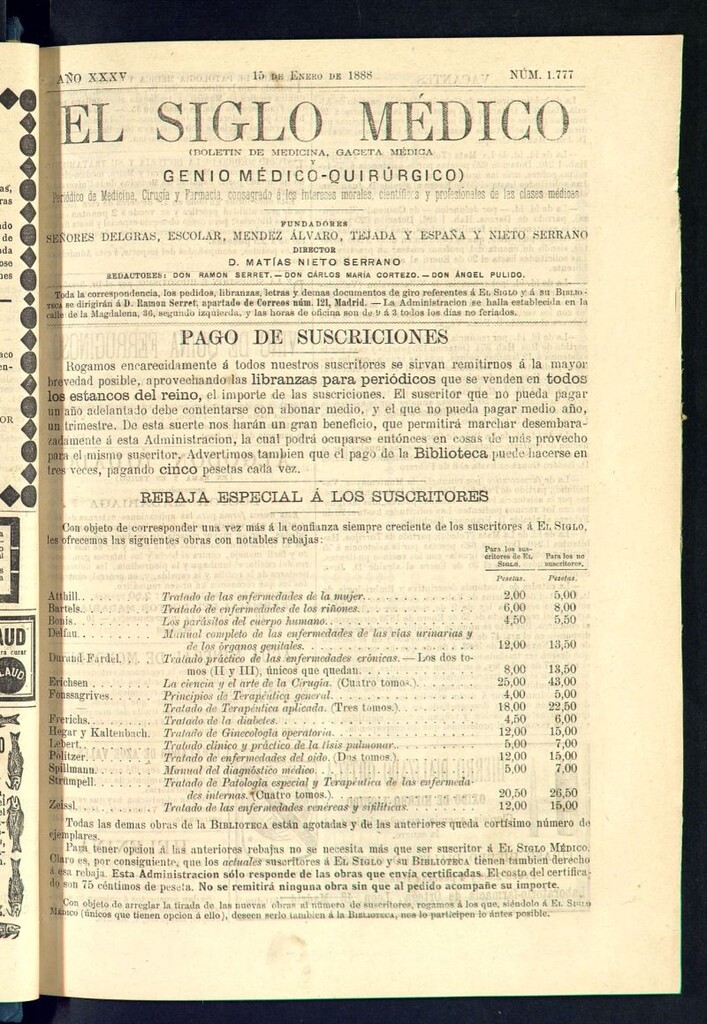 AÑO XXXV 15 DE ENERO DE 1888 NÚM. 1.777
EL SIGLO MÉDICO
(BOLETIN DE MEDICINA, GACETA MÉDICA
Y
GENIO MÉDICO-QUIRÚRGICO)
Periódico de Medicina, Cirugía y Farmacia, consagrado á los intereses morales, científicos y profesionales de las clases médicas
FUNDADORES
SEÑORES DELGRAS, ESCOLAR, MENDEZ ÁLVARO, TEJADA Y ESPAÑA Y NIETO SERRANO
DIRECTOR
D. MATÍAS NIETO SERRANO
REDACTORES: DON RAMON SERRET.—DON CÁRLOS MARÍA CORTEZO.—DON ÁNGEL PULIDO.
Toda la correspondencia, los pedidos, libranzas, letras y demas documentos de giro referentes á EL SIGLO y á su BIBLIO-
TECA se dirigirán á D. Ramon Serret, apartado de Correos núm. 121, Madrid.— La Administracion se halla establecida en la
calle de la Magdalena, 36, segundo izquierda, y las horas de oficina son de 9 á 3 todos los días no feriados.
PAGO DE SUSCRICIONES
Rogamos encarecidamente á todos nuestros suscritores se sirvan remitirnos á la mayor
brevedad posible, aprovechando las libranzas para periódicos que se venden en todos
los estancos del reino, el importe de las suscriciones. El suscritor que no pueda pagar
un año adelantado debe contentarse con abonar medio, y el que no pueda pagar medio año,
un trimestre. De esta suerte nos harán un gran beneficio, que permitirá marchar desembara-
zadamente á esta Administracion, la cual podrá ocuparse entónces en cosas de más provecho
para el mismo suscritor. Advertimos tambien que el pago de la Biblioteca puede hacerse en
tres veces, pagando cinco pesetas cada vez.
REBAJA ESPECIAL Á LOS SUSCRITORES
Con objeto de corresponder una vez más á la confianza siempre creciente de los suscritores á EL SIGLO,
les ofrecemos las siguientes obras con notables rebajas:
Para los sus-
critores de EL
SIGLO. Para los no
suscritores.
Pesetas. Pesetas.
Atthill. Tratado de las enfermedades de la mujer. 2,00 5,00
Bartels. Tratado de enfermedades de los riñones. 6,00 8,00
Bonis. Los parásitos del cuerpo humano. 4,50 5,50
Delfau. Manual completo de las enfermedades de las vías urinarias y
de los órganos genitales. 12,00 13,50
Durand-Fardel. Tratado práctico de las enfermedades crónicas.—Los dos to-
mos (II y III), únicos que quedan. 8,00 13,50
Erichsen La ciencia y el arte de la Cirugía. (Cuatro tomos.) 25,00 43,00
Fonssagrives. Principios de Terapéutica general. 4,00 5,00
Tratado de Terapéutica aplicada. (Tres tomos.) 18,00 22,50
Frerichs. Tratado de la diabetes. 4,50 6,00
Hegar y Kaltenbach. Tratado de Ginecología operatoria. 12,00 15,00
Lebert. Tratado clínico y práctico de la tisis pulmonar. 5,00 7,00
Politzer. Tratado de enfermedades del oido. (Dos tomos.) 12,00 15,00
Spillmann. Manual del diagnóstico médico. 5,00 7,00
Strümpell. Tratado de Patología especial y Terapéutica de las enfermeda-
des internas. (Cuatro tomos.) 20,50 26,50
Zeissl. Tratado de las enfermedades venéreas y sifilíticas. 12,00 15,00
Todas las demas obras de la BIBLIOTECA están agotadas y de las anteriores queda cortísimo número de
ejemplares.
Para tener opcion á las anteriores rebajas no se necesita más que ser suscritor á EL SIGLO MÉDICO.
Claro es, por consiguiente, que los actuales suscritores á EL SIGLO y su BIBLIOTECA tienen tambien derecho
á esa rebaja. Esta Administracion sólo responde de las obras que envía certificadas. El costo del certifica-
do son 75 céntimos de peseta. No se remitirá ninguna obra sin que al pedido acompañe su importe.
Con objeto de arreglar la tirada de las nuevas obras al número de suscritores, rogamos á los que, siéndolo á EL SIGLO
MÉDICO (únicos que tienen opcion á ello), deseen serlo tambien á la BIBLIOTECA, nos lo participen lo ántes posible.